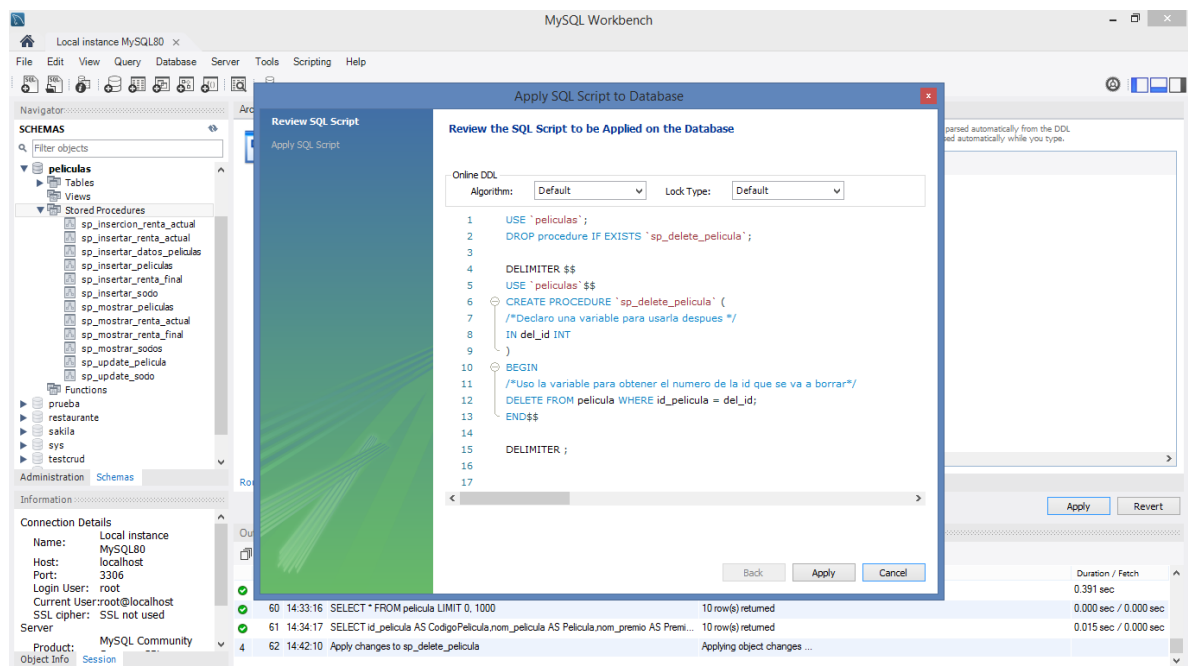 MySQL Workbench
Local instance MySQL80 ×
File Edit View Query Database Server Tools Scripting Help
Navigator
SCHEMAS
Filter objects
peliculas
Tables
Views
Stored Procedures
sp_insercion_renta_actual
sp_insertar_renta_actual
sp_insertar_datos_peliculas
sp_insertar_peliculas
sp_insertar_renta_final
sp_insertar_sodo
sp_mostrar_peliculas
sp_mostrar_renta_actual
sp_mostrar_renta_final
sp_mostrar_sodos
sp_update_pelicula
sp_update_sodo
Functions
prueba
restaurante
sakila
sys
testcrud
Administration Schemas
Information
Connection Details
Name: Local instance
MySQL80
Host: localhost
Port: 3306
Login User: root
Current User:root@localhost
SSL cipher: SSL not used
Server
Product: MySQL Community
Object Info Session
Apply SQL Script to Database
Review SQL Script
Apply SQL Script
Review the SQL Script to be Applied on the Database
Online DDL
Algorithm: Default Lock Type: Default
1 USE `peliculas`;
2 DROP procedure IF EXISTS `sp_delete_pelicula`;
3
4 DELIMITER $$
5 USE `peliculas`$$
6 CREATE PROCEDURE `sp_delete_pelicula` (
7 /*Declaro una variable para usarla despues */
8 IN del_id INT
9 )
10 BEGIN
11 /*Uso la variable para obtener el numero de la id que se va a borrar*/
12 DELETE FROM pelicula WHERE id_pelicula = del_id;
13 END$$
14
15 DELIMITER ;
16
17
Back Apply Cancel
parsed automatically from the DDL
ed automatically while you type.
Apply Revert
Duration / Fetch
0.391 sec
60 14:33:16 SELECT * FROM pelicula LIMIT 0, 1000 10 row(s) returned 0.000 sec / 0.000 sec
61 14:34:17 SELECT id_pelicula AS CodigoPelicula,nom_pelicula AS Pelicula,nom_premio AS Premi... 10 row(s) returned 0.015 sec / 0.000 sec
4 62 14:42:10 Apply changes to sp_delete_pelicula Applying object changes ...